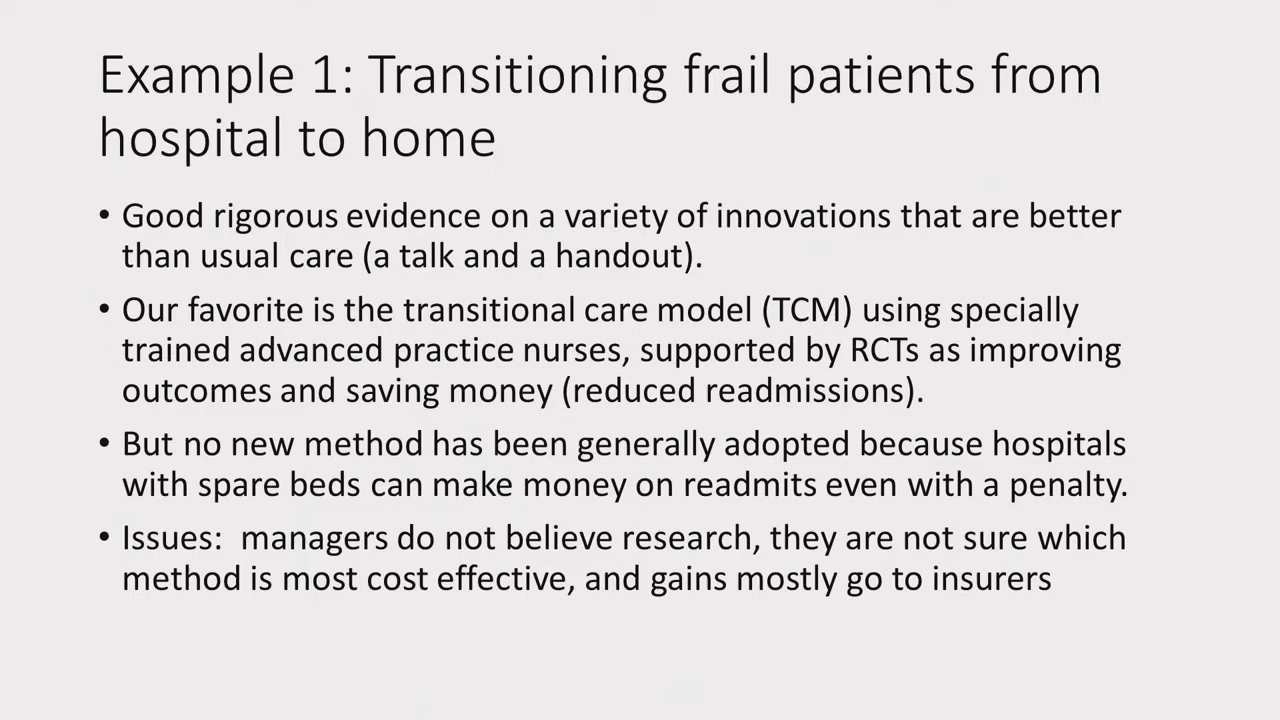 Example 1: Transitioning frail patients from
hospital to home
• Good rigorous evidence on a variety of innovations that are better
than usual care (a talk and a handout).
• Our favorite is the transitional care model (TCM) using specially
trained advanced practice nurses, supported by RCTs as improving
outcomes and saving money (reduced readmissions).
• But no new method has been generally adopted because hospitals
with spare beds can make money on readmits even with a penalty.
• Issues:  managers do not believe research, they are not sure which
method is most cost effective, and gains mostly go to insurers